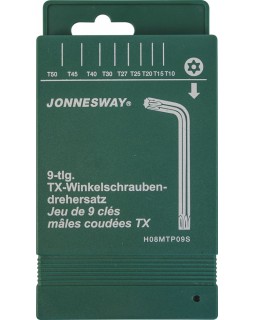 T50 T45 T40 T30 T27 T25 T20 T15 T10
JONNESWAY®
9-tlg.
TX-Winkelschrauben-
drehersatz
Jeu de 9 clés
mâles coudées TX
H08MTP09S